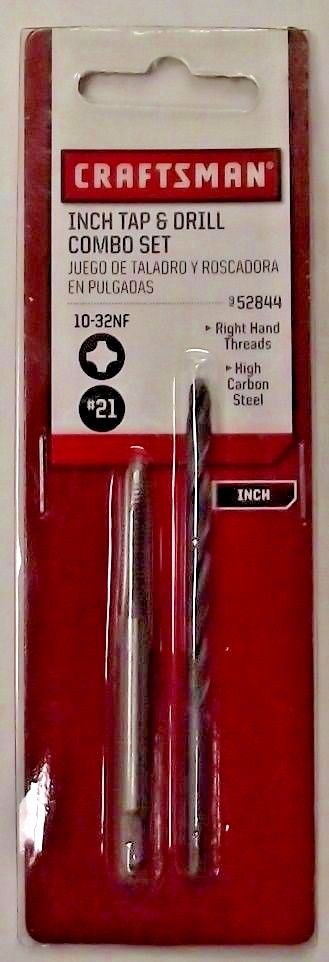 CRAFTSMAN®
INCH TAP & DRILL
COMBO SET
JUEGO DE TALADRO Y ROSCADORA
EN PULGADAS
952844
10-32NF
▸ Right Hand
Threads
▸ High
Carbon
Steel
#21
INCH